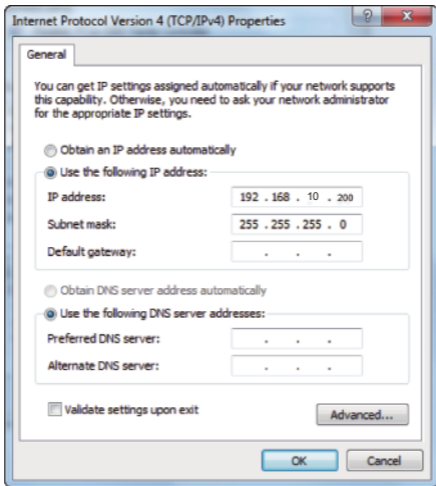 Internet Protocol Version 4 (TCP/IPv4) Properties
?
X
General
You can get IP settings assigned automatically if your network supports
this capability. Otherwise, you need to ask your network administrator
for the appropriate IP settings.
Obtain an IP address automatically
Use the following IP address:
IP address: 192 . 168 . 10 . 200
Subnet mask: 255 . 255 . 255 . 0
Default gateway: . . .
Obtain DNS server address automatically
Use the following DNS server addresses:
Preferred DNS server: . . .
Alternate DNS server: . . .
Validate settings upon exit
Advanced...
OK Cancel